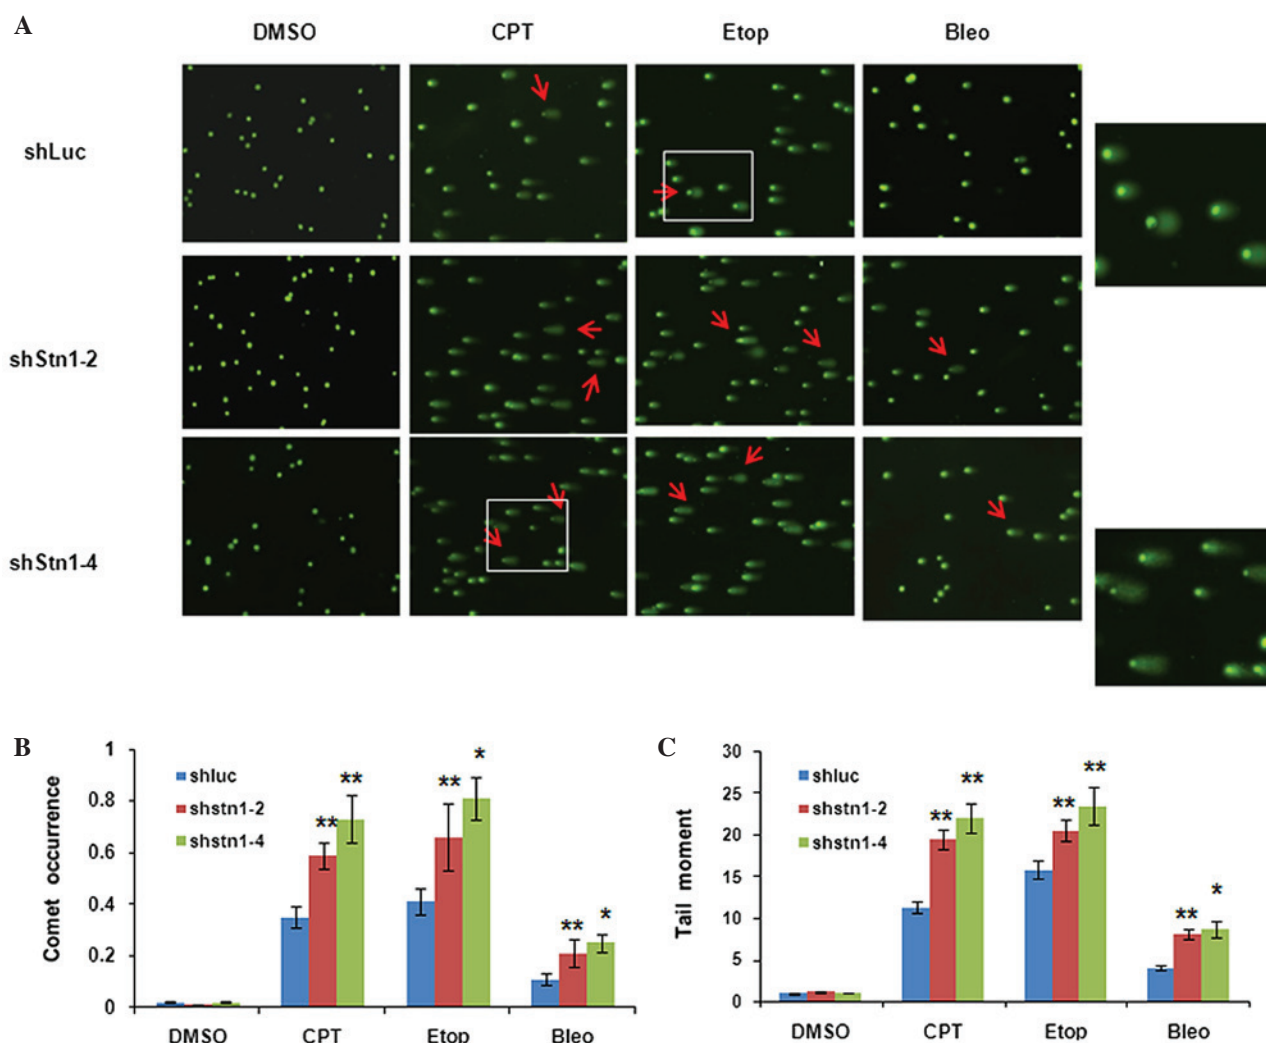 A
DMSO CPT Etop Bleo
shLuc
shStn1-2
shStn1-4
B
Comet occurrence
1
0.8
0.6
0.4
0.2
0
shluc
shstn1-2
shstn1-4
** ** ** * ** *
DMSO CPT Etop Bleo
C
Tail moment
30
25
20
15
10
5
0
shluc
shstn1-2
shstn1-4
** ** ** ** ** *
DMSO CPT Etop Bleo